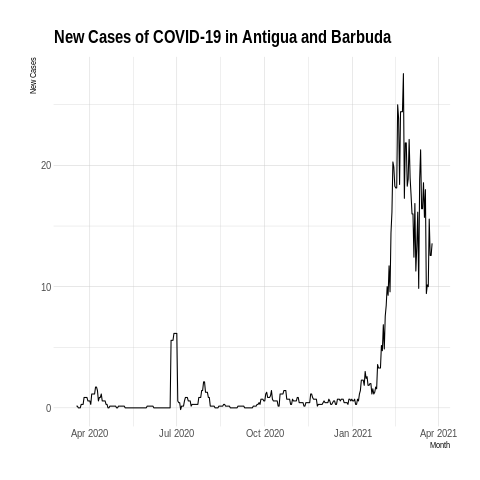 New Cases of COVID-19 in Antigua and Barbuda
New Cases
20
10
0
Apr 2020 Jul 2020 Oct 2020 Jan 2021 Apr 2021
Month